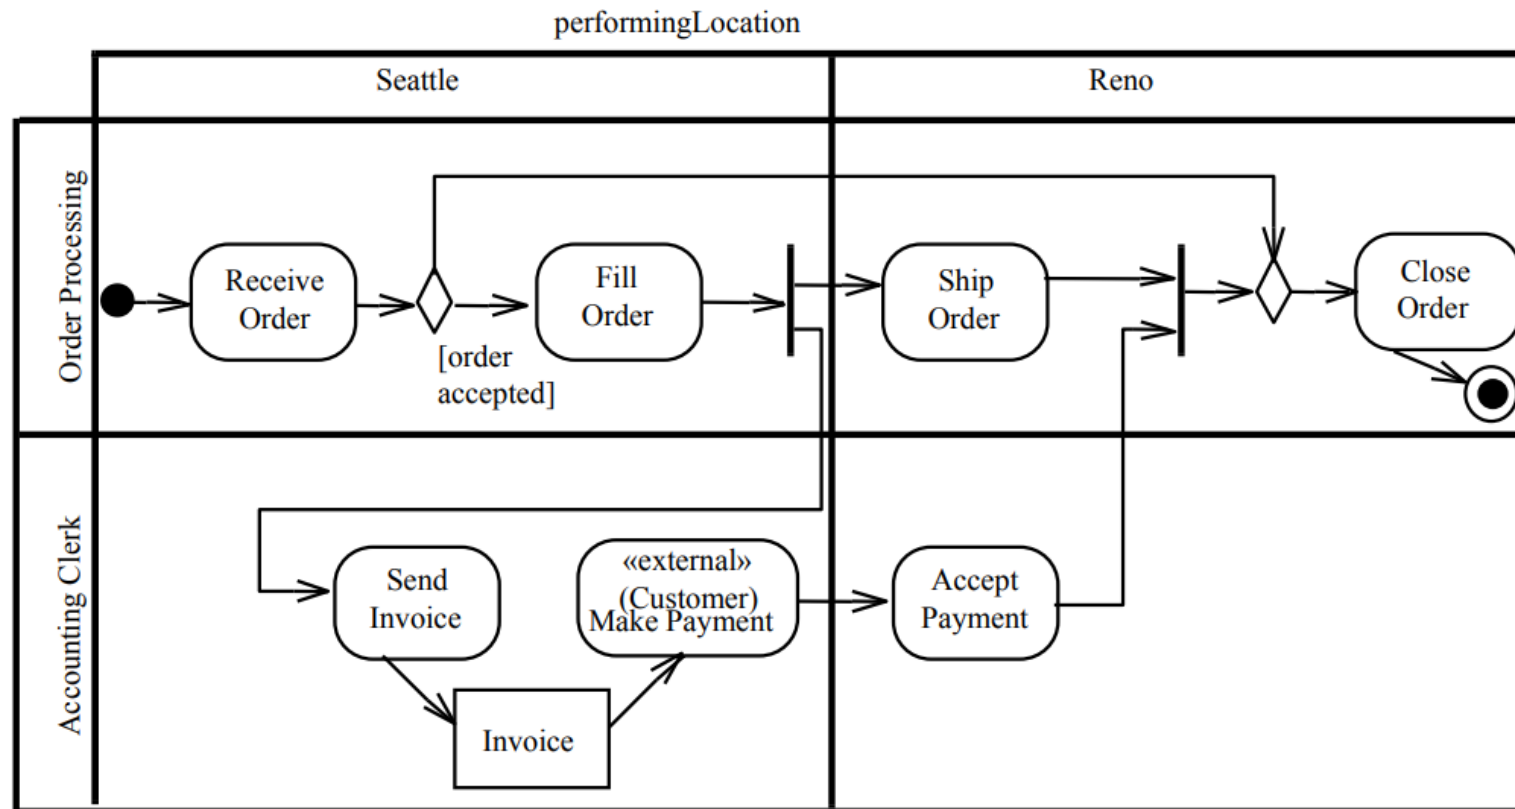 performingLocation
Seattle
Reno
Order Processing
Receive
Order
[order
accepted]
Fill
Order
Ship
Order
Close
Order
Accounting Clerk
Send
Invoice
Invoice
«external»
(Customer)
Make Payment
Accept
Payment